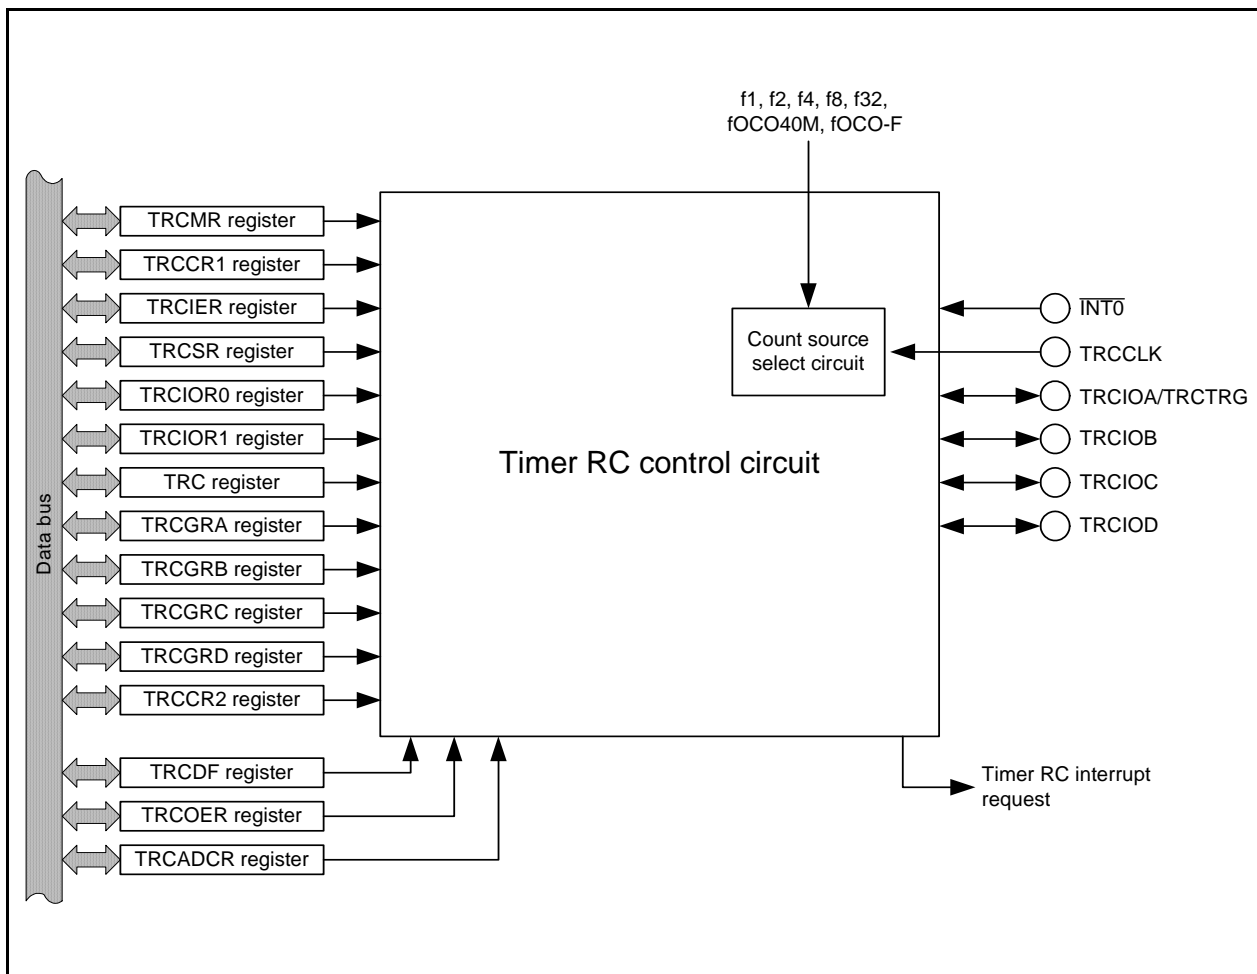 f1, f2, f4, f8, f32,
fOCO40M, fOCO-F
TRCMR register
TRCCR1 register
TRCIER register
TRCSR register
TRCIOR0 register
TRCIOR1 register
TRC register
TRCGRA register
TRCGRB register
TRCGRC register
TRCGRD register
TRCCR2 register
TRCDF register
TRCOER register
TRCADCR register
Data bus
Timer RC control circuit
Count source
select circuit
INT0
TRCCLK
TRCIOA/TRCTRG
TRCIOB
TRCIOC
TRCIOD
Timer RC interrupt
request